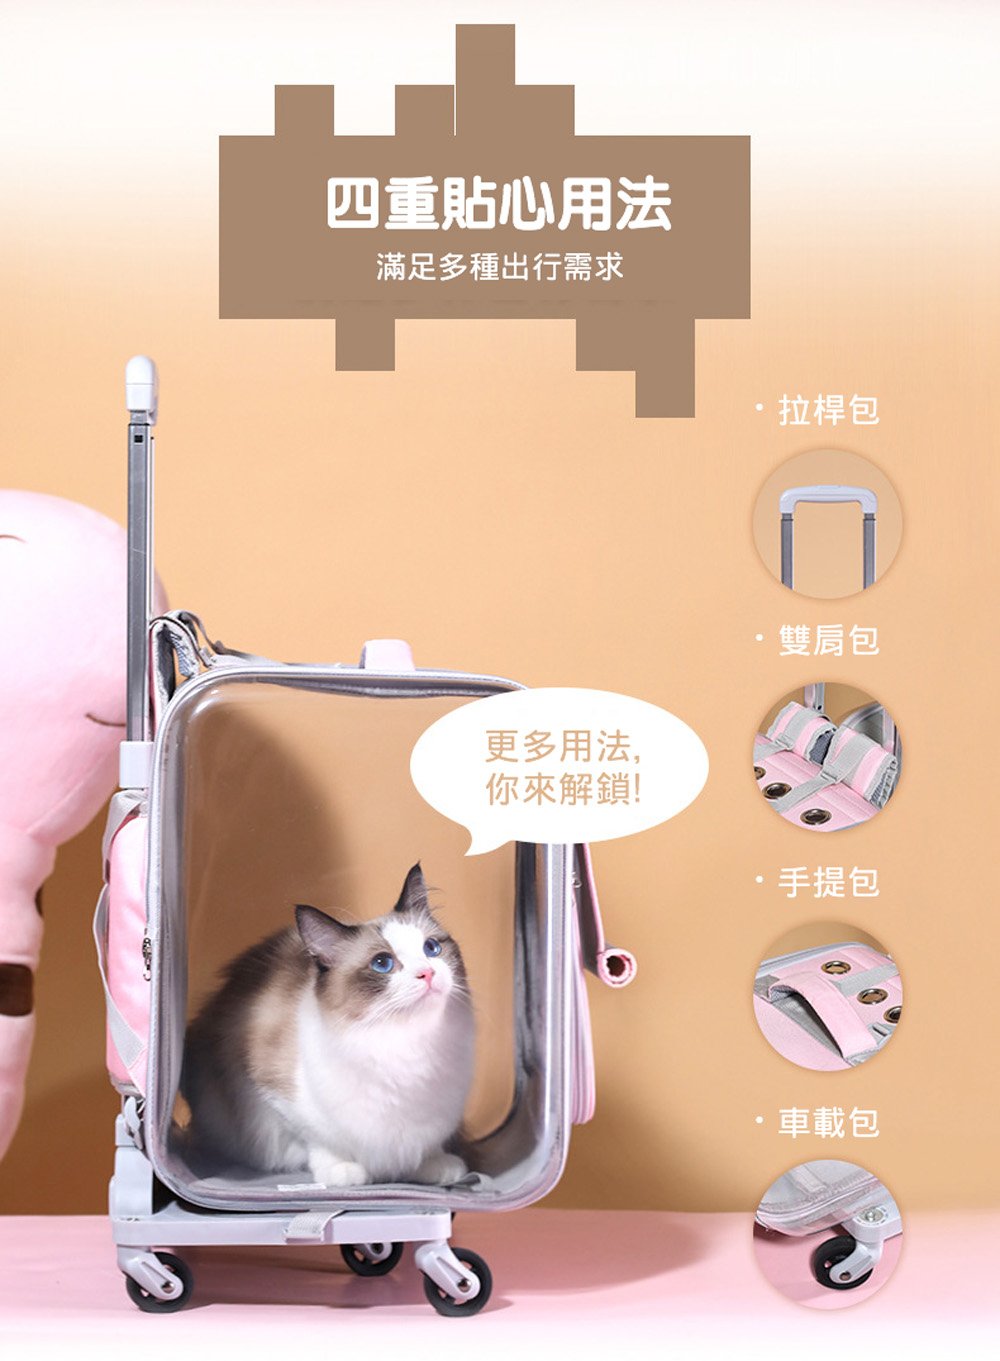 四重貼心用法
滿足多種出行需求
· 拉桿包
· 雙肩包
更多用法,
你來解鎖!
· 手提包
· 車載包